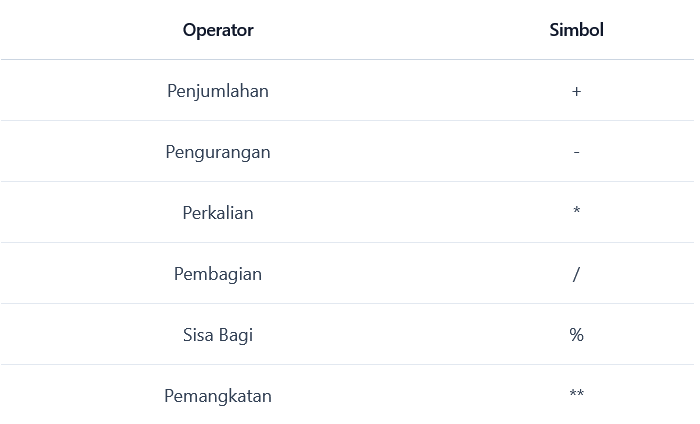 Operator Simbol
Penjumlahan +
Pengurangan -
Perkalian *
Pembagian /
Sisa Bagi %
Pemangkatan **